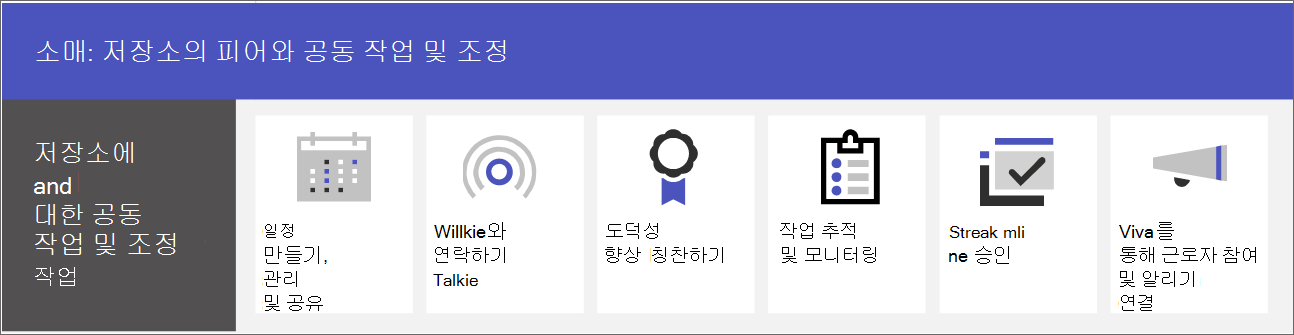 소매: 저장소의 피어와 공동 작업 및 조정
저장소에
and
대한 공동
작업 및 조정
작업
일정
만들기,
관리
및 공유
Willkie와
연락하기
Talkie
도덕성
향상 칭찬하기
작업 추적
및 모니터링
Streak mli
ne 승인
Viva를
통해 근로자 참여
및 알리기
연결